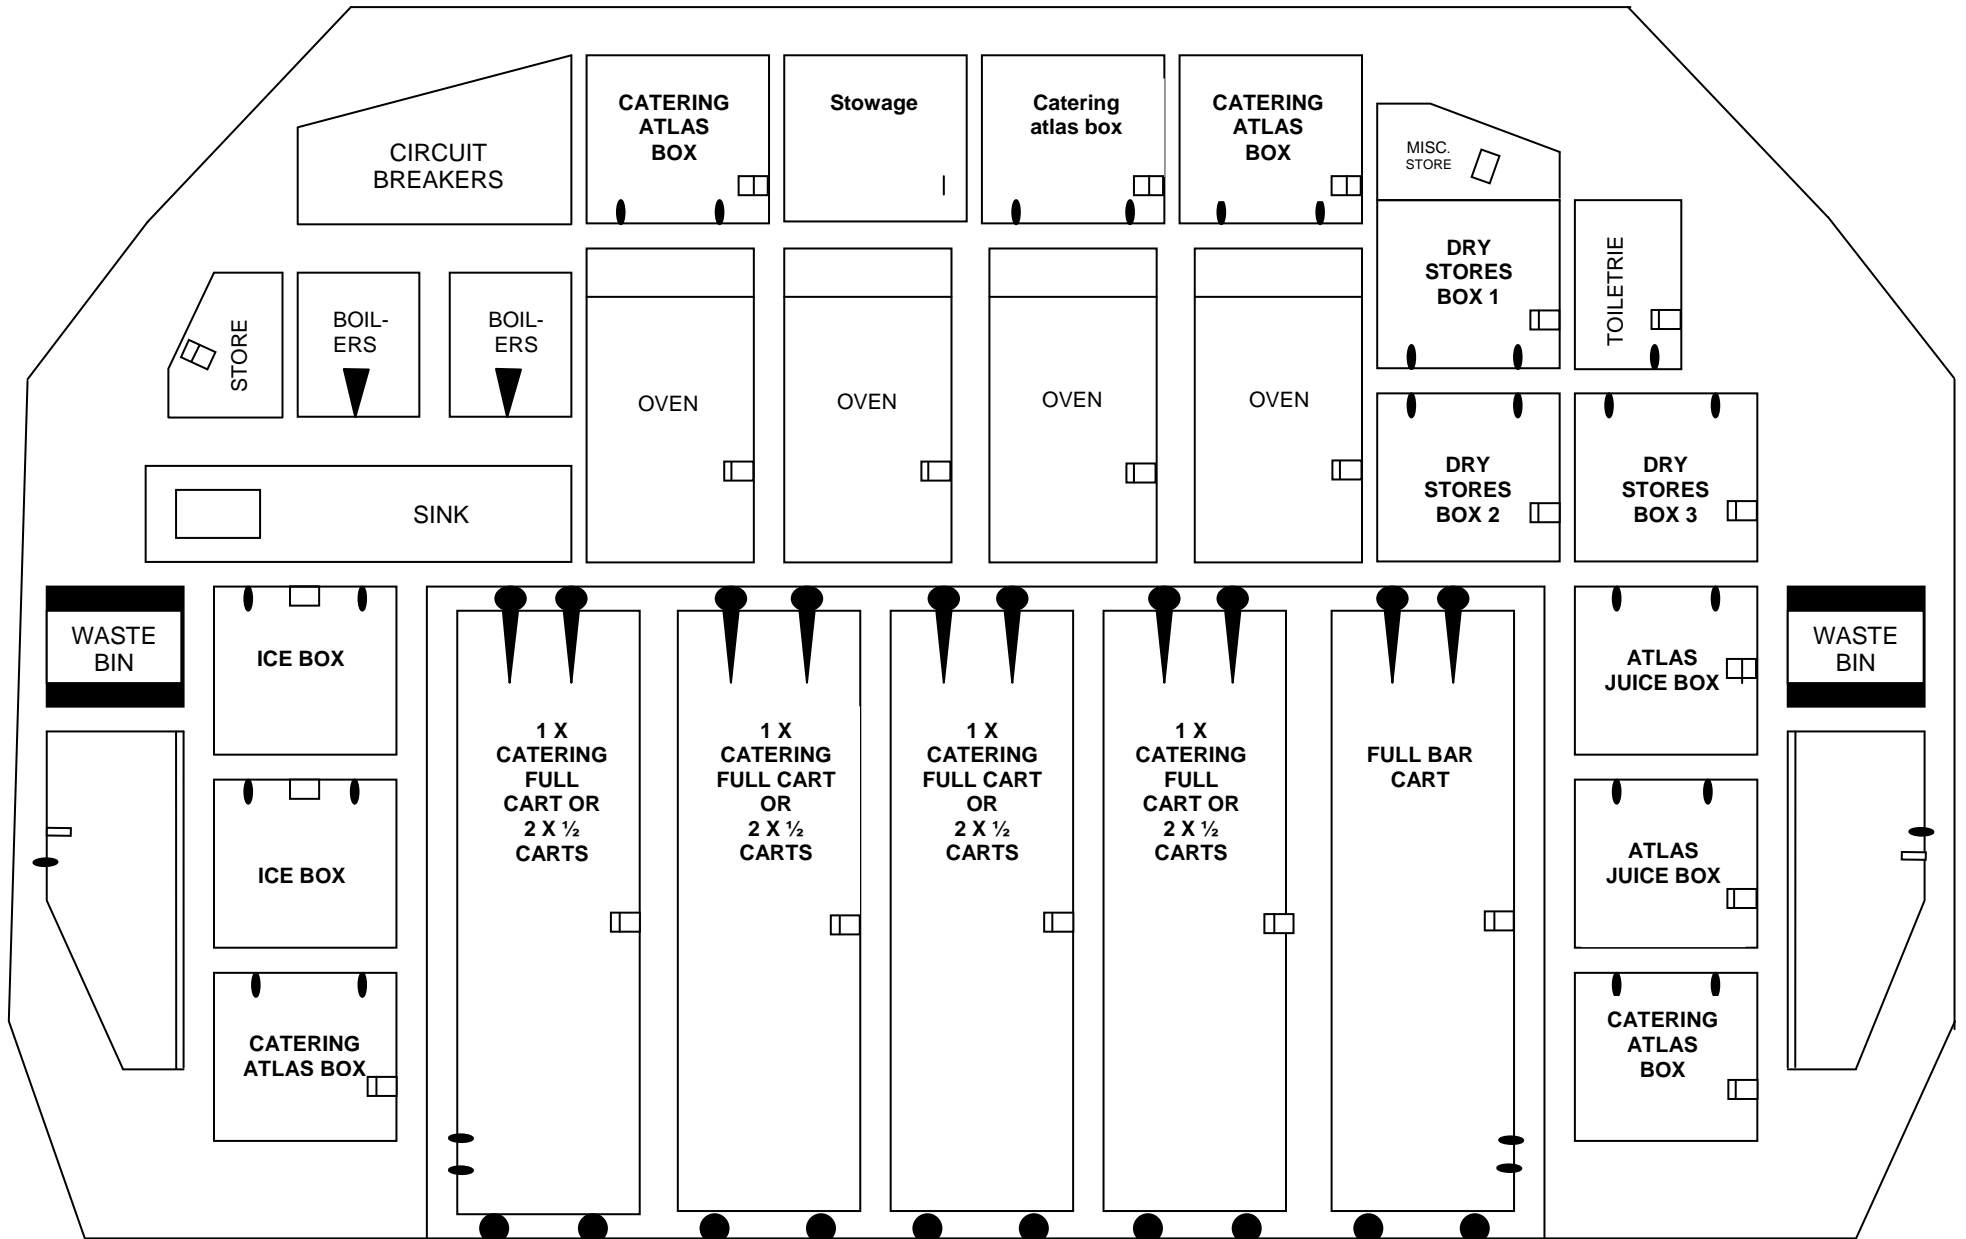 CATERING
ATLAS
BOX
Stowage
Catering
atlas box
CATERING
ATLAS
BOX
CIRCUIT
BREAKERS
MISC.
STORE
DRY
STORES
BOX 1
TOILETRIE
STORE
BOIL-
ERS
BOIL-
ERS
OVEN
OVEN
OVEN
OVEN
DRY
STORES
BOX 2
DRY
STORES
BOX 3
SINK
WASTE
BIN
ICE BOX
ATLAS
JUICE BOX
WASTE
BIN
1 X
CATERING
FULL
CART OR
2 X ½
CARTS
1 X
CATERING
FULL CART
OR
2 X ½
CARTS
1 X
CATERING
FULL CART
OR
2 X ½
CARTS
1 X
CATERING
FULL
CART OR
2 X ½
CARTS
FULL BAR
CART
ICE BOX
ATLAS
JUICE BOX
CATERING
ATLAS BOX
CATERING
ATLAS
BOX